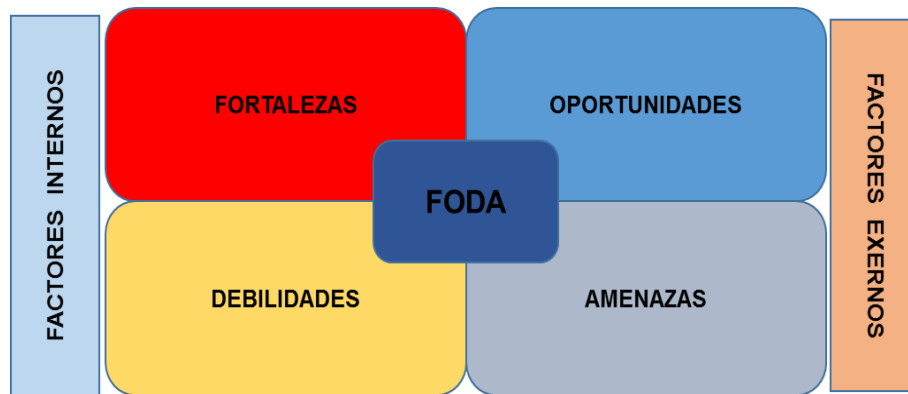 FACTORES INTERNOS
FORTALEZAS
OPORTUNIDADES
FODA
DEBILIDADES
AMENAZAS
FACTORES EXERNOS